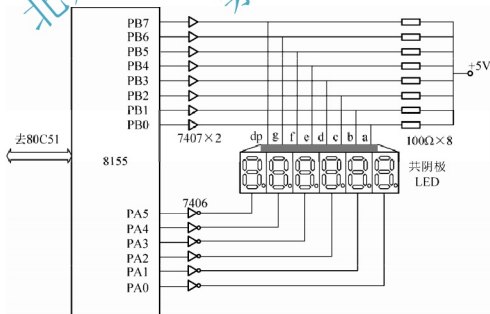 北
PB7
PB6
PB5
PB4
PB3
PB2
PB1
PB0
+5V
去80C51
8155
7407×2
dp g f e d c b a
100Ω×8
共阴极
LED
7406
PA5
PA4
PA3
PA2
PA1
PA0